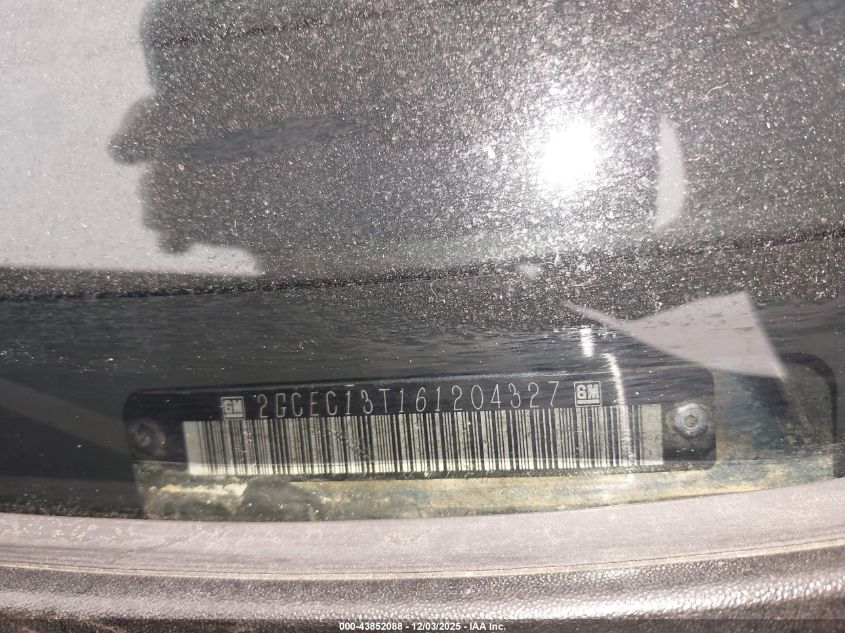 GM 2GCEC13T161204327 GM
000-43852088 - 12/03/2025 - IAA Inc.